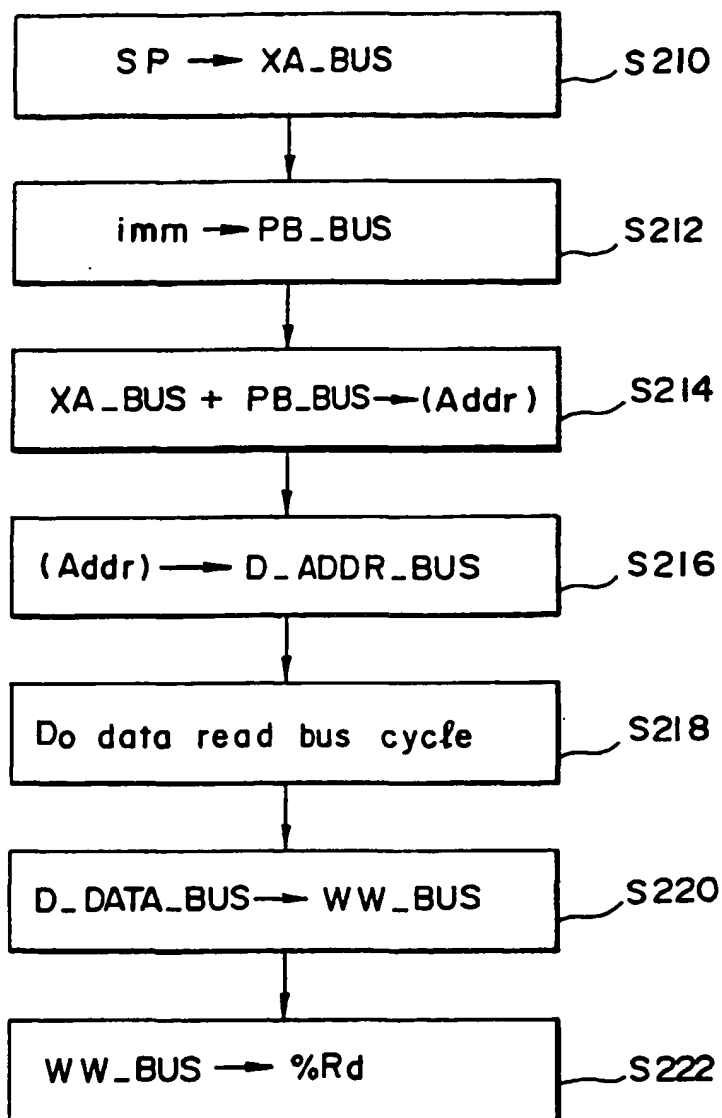 SP → XA_BUS S210
imm → PB_BUS S212
XA_BUS + PB_BUS → (Addr) S214
(Addr) → D_ADDR_BUS S216
Do data read bus cycle S218
D_DATA_BUS → WW_BUS S220
WW_BUS → %Rd S222